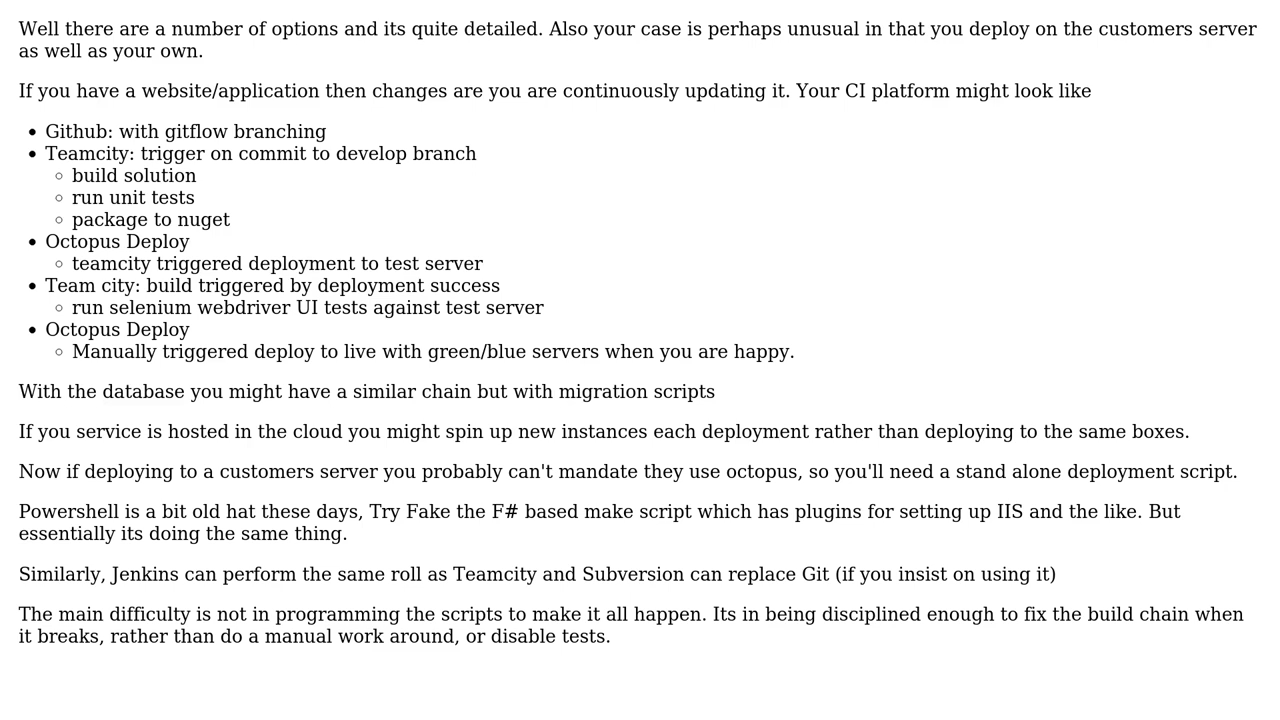 Well there are a number of options and its quite detailed. Also your case is perhaps unusual in that you deploy on the customers server
as well as your own.
If you have a website/application then changes are you are continuously updating it. Your CI platform might look like
• Github: with gitflow branching
• Teamcity: trigger on commit to develop branch
◦ build solution
◦ run unit tests
◦ package to nuget
• Octopus Deploy
◦ teamcity triggered deployment to test server
• Team city: build triggered by deployment success
◦ run selenium webdriver UI tests against test server
• Octopus Deploy
◦ Manually triggered deploy to live with green/blue servers when you are happy.
With the database you might have a similar chain but with migration scripts
If you service is hosted in the cloud you might spin up new instances each deployment rather than deploying to the same boxes.
Now if deploying to a customers server you probably can't mandate they use octopus, so you'll need a stand alone deployment script.
Powershell is a bit old hat these days, Try Fake the F# based make script which has plugins for setting up IIS and the like. But
essentially its doing the same thing.
Similarly, Jenkins can perform the same roll as Teamcity and Subversion can replace Git (if you insist on using it)
The main difficulty is not in programming the scripts to make it all happen. Its in being disciplined enough to fix the build chain when
it breaks, rather than do a manual work around, or disable tests.